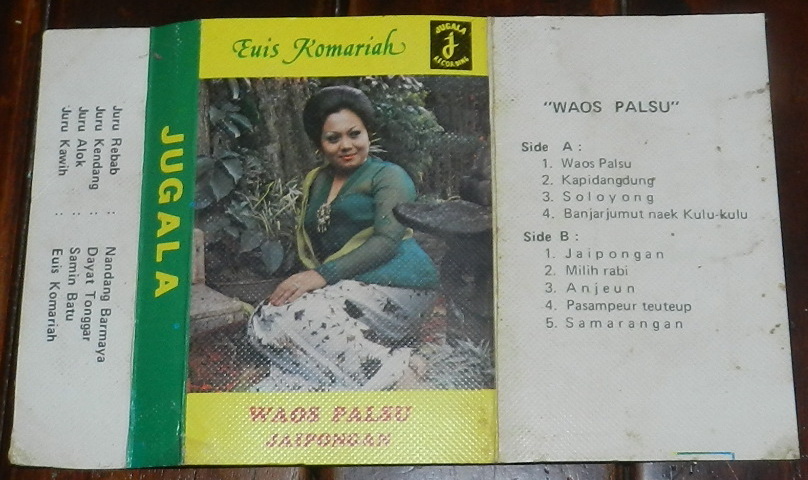 Juru Rebab : Nandang Barmaya
Juru Kendang : Dayat Tonggar
Juru Alok : Samin Batu
Juru Kawih : Euis Komariah
JUGALA
Euis Komariah
JUGALA
J
RECORDING
WAOS PALSU
JAIPONGAN
"WAOS PALSU"
Side A :
1. Waos Palsu
2. Kapidangdung
3. Soloyong
4. Banjarjumut naek Kulu-kulu
Side B :
1. Jaipongan
2. Milih rabi
3. Anjeun
4. Pasampeur teuteup
5. Samarangan